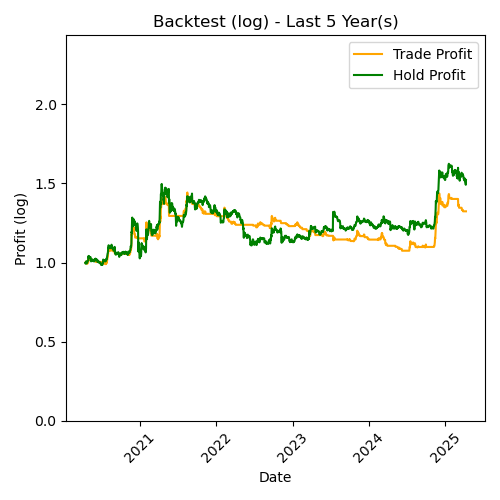 Backtest (log) - Last 5 Year(s)
Trade Profit
Hold Profit
Profit (log)
2.0
1.5
1.0
0.5
0.0
2021
2022
2023
2024
2025
Date